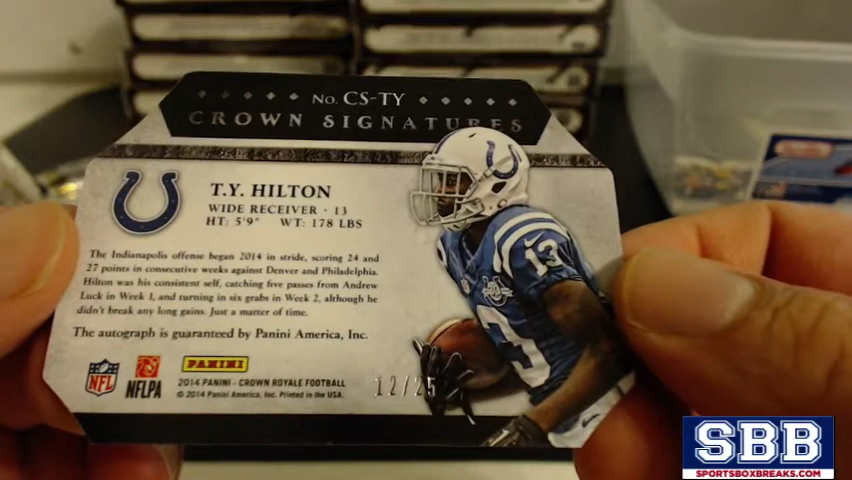 No. CS-TY
CROWN SIGNATURES
T.Y. HILTON
WIDE RECEIVER · 13
HT: 5'9" WT: 178 LBS
The Indianapolis offense began 2014 in stride, scoring 24 and
27 points in consecutive weeks against Denver and Philadelphia.
Hilton was his consistent self, catching five passes from Andrew
Luck in Week 1, and turning in six grabs in Week 2, although he
didn't break any long gains. Just a matter of time.
The autograph is guaranteed by Panini America, Inc.
NFL
NFLPA
PANINI
2014 PANINI - CROWN ROYALE FOOTBALL
© 2014 Panini America, Inc. Printed in the USA.
12/25
13
3
SBB
SPORTSBOXBREAKS.COM